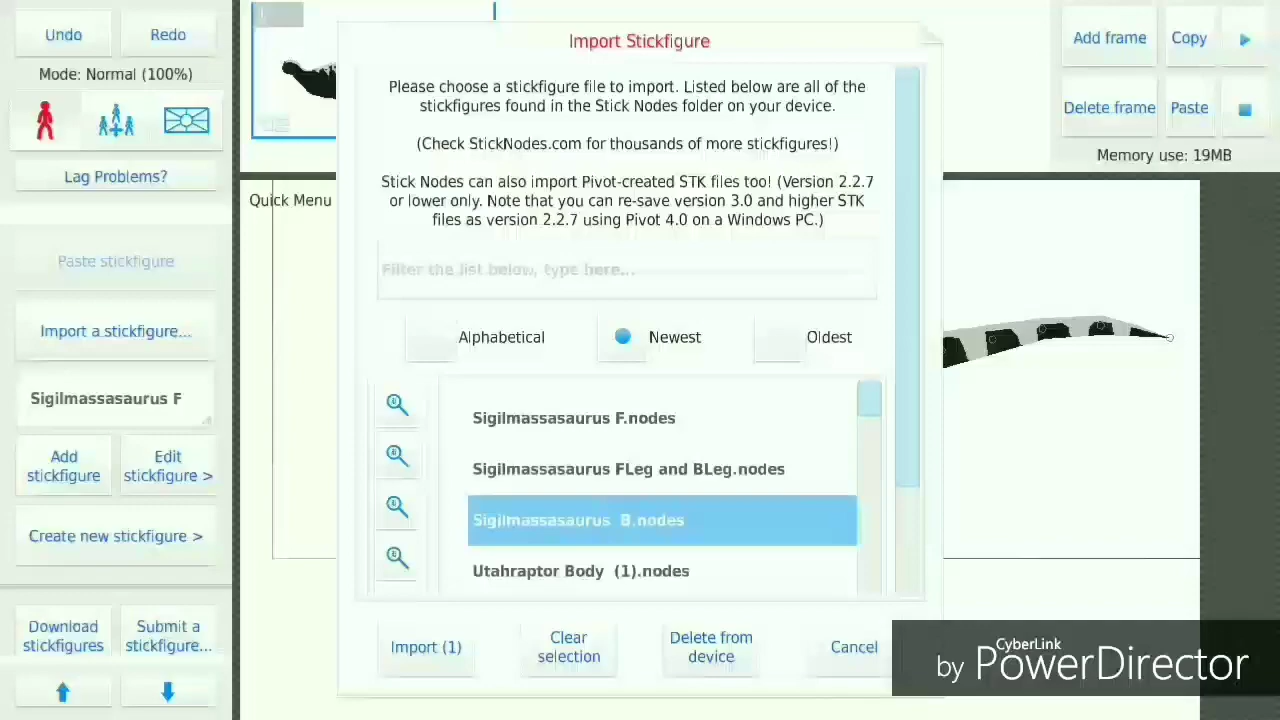 Undo
Redo
Mode: Normal (100%)
Lag Problems?
Paste stickfigure
Import a stickfigure...
Sigilmassasaurus F
Add
stickfigure
Edit
stickfigure >
Create new stickfigure >
Download
stickfigures
Submit a
stickfigure...
Quick Menu
Import Stickfigure
Please choose a stickfigure file to import. Listed below are all of the
stickfigures found in the Stick Nodes folder on your device.
(Check StickNodes.com for thousands of more stickfigures!)
Stick Nodes can also import Pivot-created STK files too! (Version 2.2.7
or lower only. Note that you can re-save version 3.0 and higher STK
files as version 2.2.7 using Pivot 4.0 on a Windows PC.)
Filter the list below, type here...
Alphabetical
Newest
Oldest
Sigilmassasaurus F.nodes
Sigilmassasaurus FLeg and BLeg.nodes
Sigilmassasaurus  B.nodes
Utahraptor Body  (1).nodes
Import (1)
Clear
selection
Delete from
device
Cancel
Add frame
Copy
Delete frame
Paste
Memory use: 19MB
CyberLink
by PowerDirector